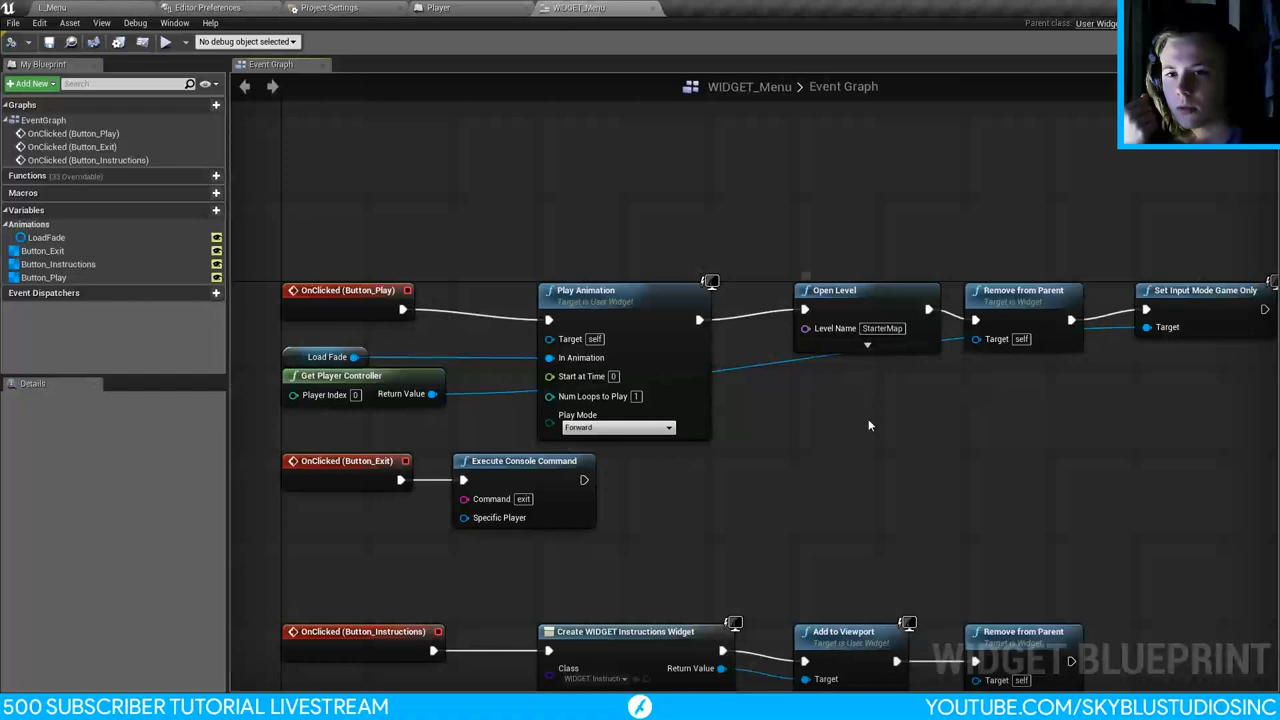 L_Menu
Editor Preferences
Project Settings
Player
WIDGET_Menu
File Edit Asset View Debug Window Help
Parent class: User Widg
No debug object selected
My Blueprint
Event Graph
+Add New
Search
WIDGET_Menu > Event Graph
Graphs
EventGraph
OnClicked (Button_Play)
OnClicked (Button_Exit)
OnClicked (Button_Instructions)
Functions (33 Overridable)
Macros
Variables
Animations
LoadFade
Button_Exit
Button_Instructions
Button_Play
Event Dispatchers
Details
OnClicked (Button_Play)
Load Fade
Get Player Controller
Player Index 0
Return Value
Play Animation
Target is User Widget
Target self
In Animation
Start at Time 0
Num Loops to Play 1
Play Mode
Forward
Open Level
Level Name StarterMap
Remove from Parent
Target is Widget
Target self
Set Input Mode Game Only
Target
OnClicked (Button_Exit)
Execute Console Command
Command exit
Specific Player
OnClicked (Button_Instructions)
Create WIDGET Instructions Widget
Class
WIDGET Instruct
Return Value
Add to Viewport
Target is User Widget
Target
Remove from Parent
Target is Widget
Target self
WIDGET BLUEPRINT
500 SUBSCRIBER TUTORIAL LIVESTREAM
YOUTUBE.COM/SKYBLUSTUDIOSINC